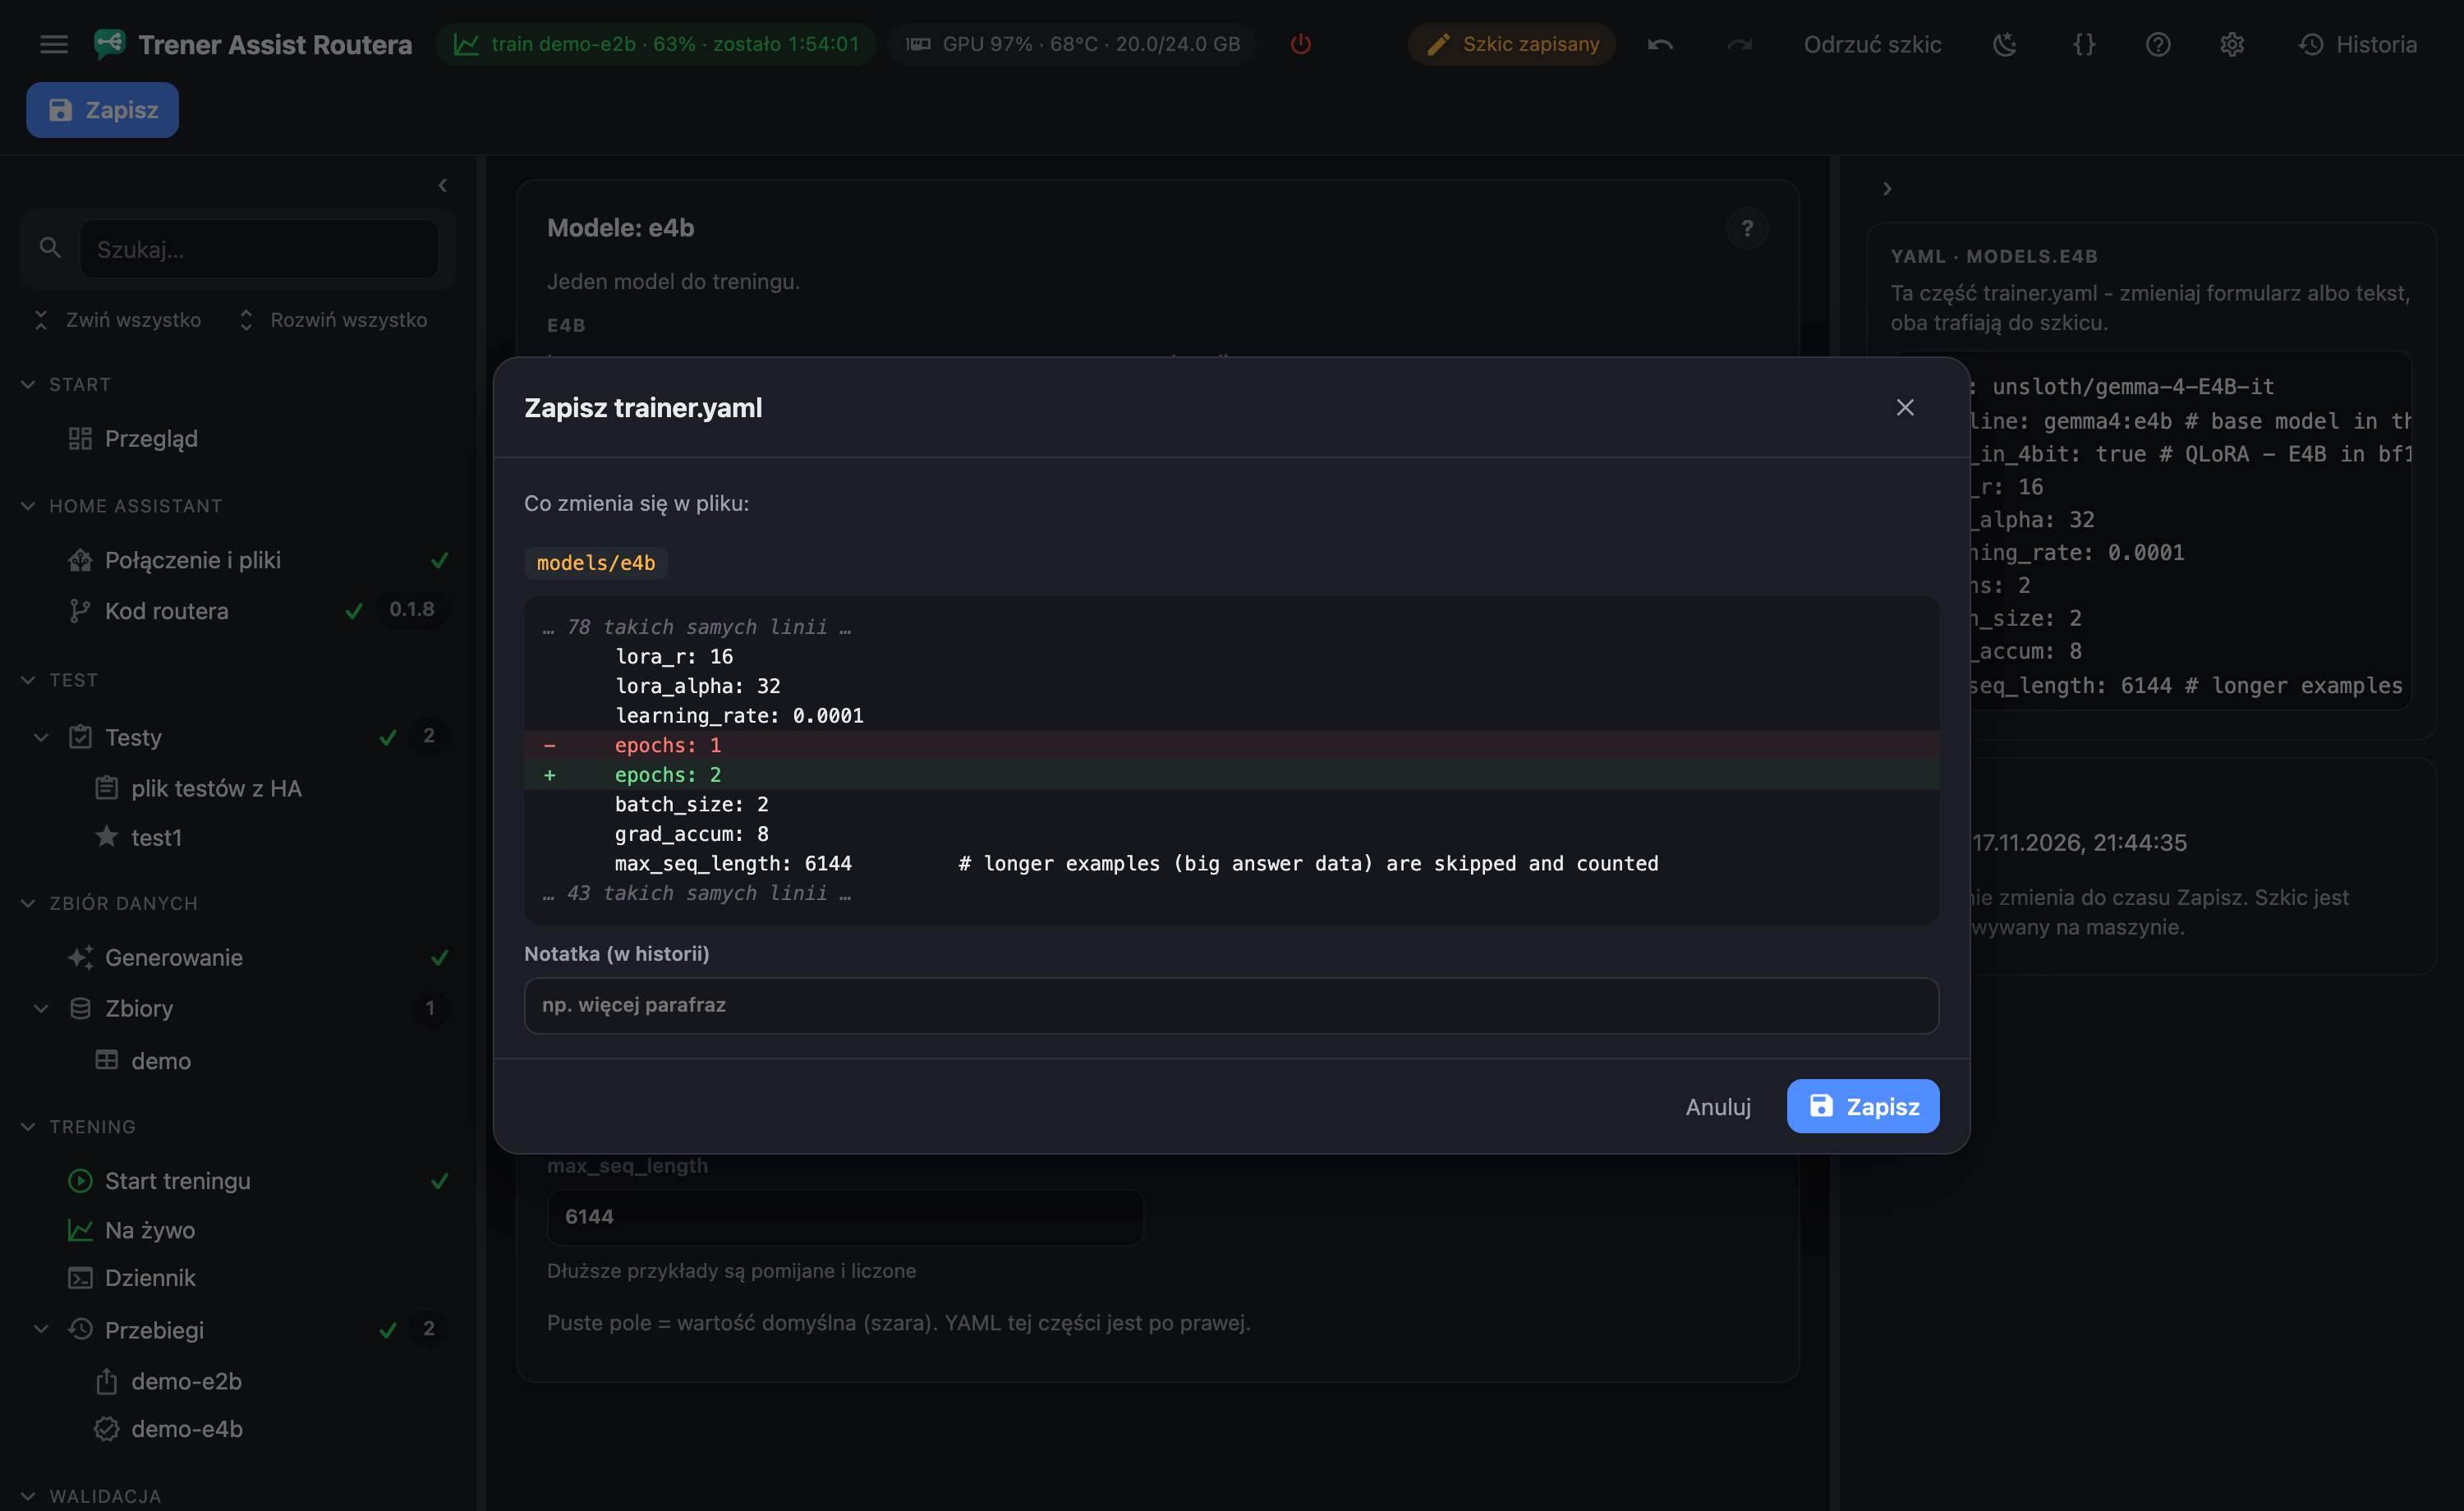 Trener Assist Routera
train demo-e2b · 63% · zostało 1:54:01
GPU 97% · 68°C · 20.0/24.0 GB
Szkic zapisany
Odrzuć szkic
Historia
Zapisz
Szukaj...
Zwiń wszystko
Rozwiń wszystko
START
Przegląd
HOME ASSISTANT
Połączenie i pliki
Kod routera 0.1.8
TEST
Testy 2
plik testów z HA
test1
ZBIÓR DANYCH
Generowanie
Zbiory 1
demo
TRENING
Start treningu
Na żywo
Dziennik
Przebiegi 2
demo-e2b
demo-e4b
WALIDACJA
Modele: e4b
?
Jeden model do treningu.
E4B
Zapisz trainer.yaml
Co zmienia się w pliku:
models/e4b
… 78 takich samych linii …
lora_r: 16
lora_alpha: 32
learning_rate: 0.0001
- epochs: 1
+ epochs: 2
batch_size: 2
grad_accum: 8
max_seq_length: 6144 # longer examples (big answer data) are skipped and counted
… 43 takich samych linii …
Notatka (w historii)
np. więcej parafraz
Anuluj
Zapisz
max_seq_length
6144
Dłuższe przykłady są pomijane i liczone
Puste pole = wartość domyślna (szara). YAML tej części jest po prawej.
YAML · MODELS.E4B
Ta część trainer.yaml - zmieniaj formularz albo tekst,
oba trafiają do szkicu.
: unsloth/gemma-4-E4B-it
line: gemma4:e4b # base model in th
_in_4bit: true # QLoRA - E4B in bf1
_r: 16
_alpha: 32
ning_rate: 0.0001
hs: 2
h_size: 2
_accum: 8
seq_length: 6144 # longer examples
17.11.2026, 21:44:35
nie zmienia do czasu Zapisz. Szkic jest
wywany na maszynie.